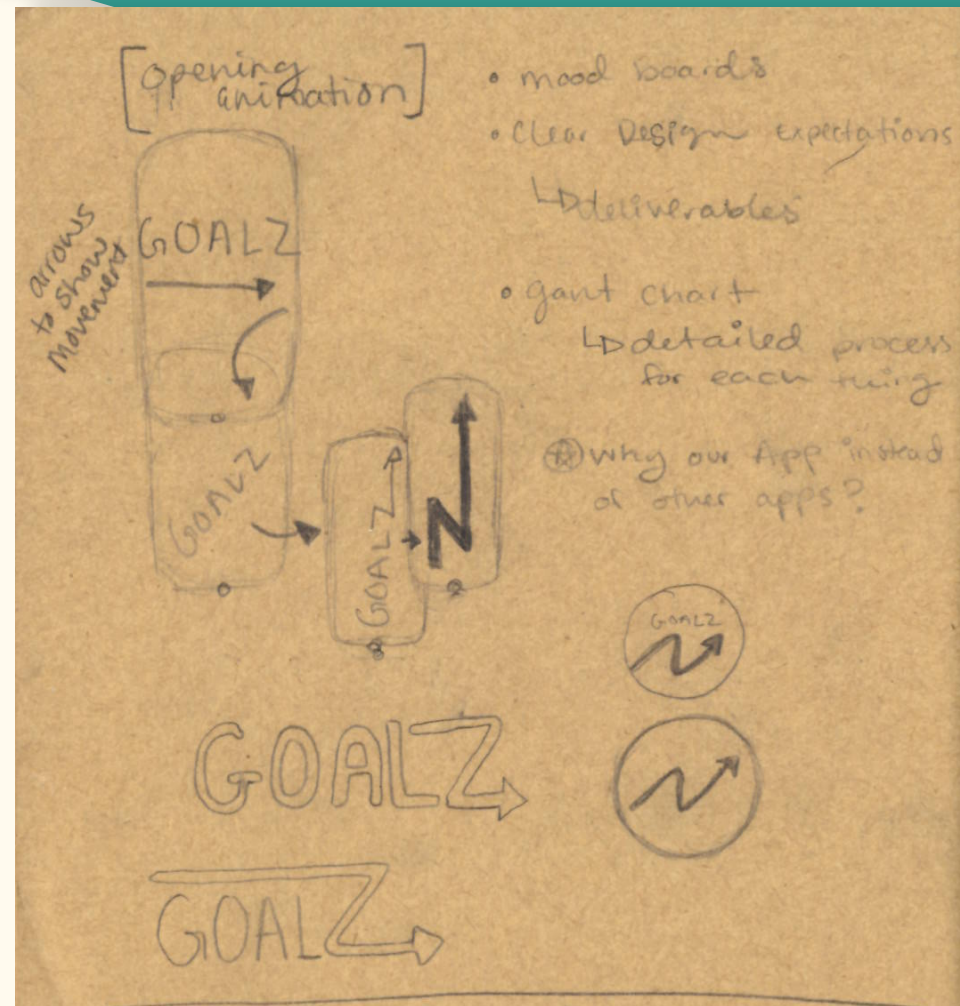 [opening
animation]
arrows
to show
movement
GOALZ
GOALZ
GOALZ
N
• mood boards
• Clear Design expectations
↳deliverables
• gant chart
↳detailed process
for each thing
☆ Why our App instead
of other apps?
GOALZ
GOALZ
GOALZ